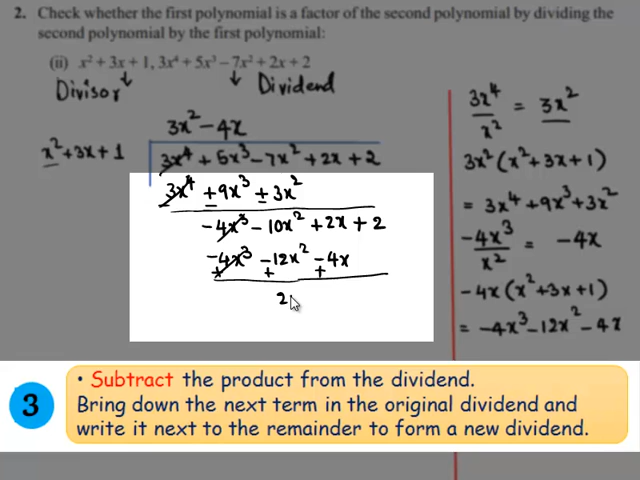 2. Check whether the first polynomial is a factor of the second polynomial by dividing the
second polynomial by the first polynomial:
(ii) x² + 3x + 1, 3x⁴ + 5x³ – 7x² + 2x + 2
Divisor ↓ ↓ Dividend
3x² - 4x
x² + 3x + 1
3x⁴ + 5x³ - 7x² + 2x + 2
3x⁴ + 9x³ + 3x²
-4x³ - 10x² + 2x + 2
-4x³ - 12x² - 4x
+ + +
2
3x⁴/x² = 3x²
3x² (x² + 3x + 1)
= 3x⁴ + 9x³ + 3x²
-4x³/x² = -4x
-4x (x² + 3x + 1)
= -4x³ - 12x² - 4x
3
• Subtract the product from the dividend.
Bring down the next term in the original dividend and
write it next to the remainder to form a new dividend.